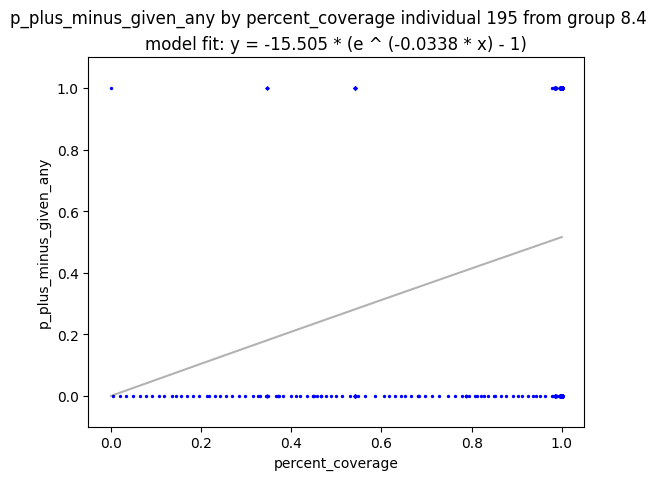 p_plus_minus_given_any by percent_coverage individual 195 from group 8.4
model fit: y = -15.505 * (e ^ (-0.0338 * x) - 1)
p_plus_minus_given_any
1.0
0.8
0.6
0.4
0.2
0.0
0.0 0.2 0.4 0.6 0.8 1.0
percent_coverage